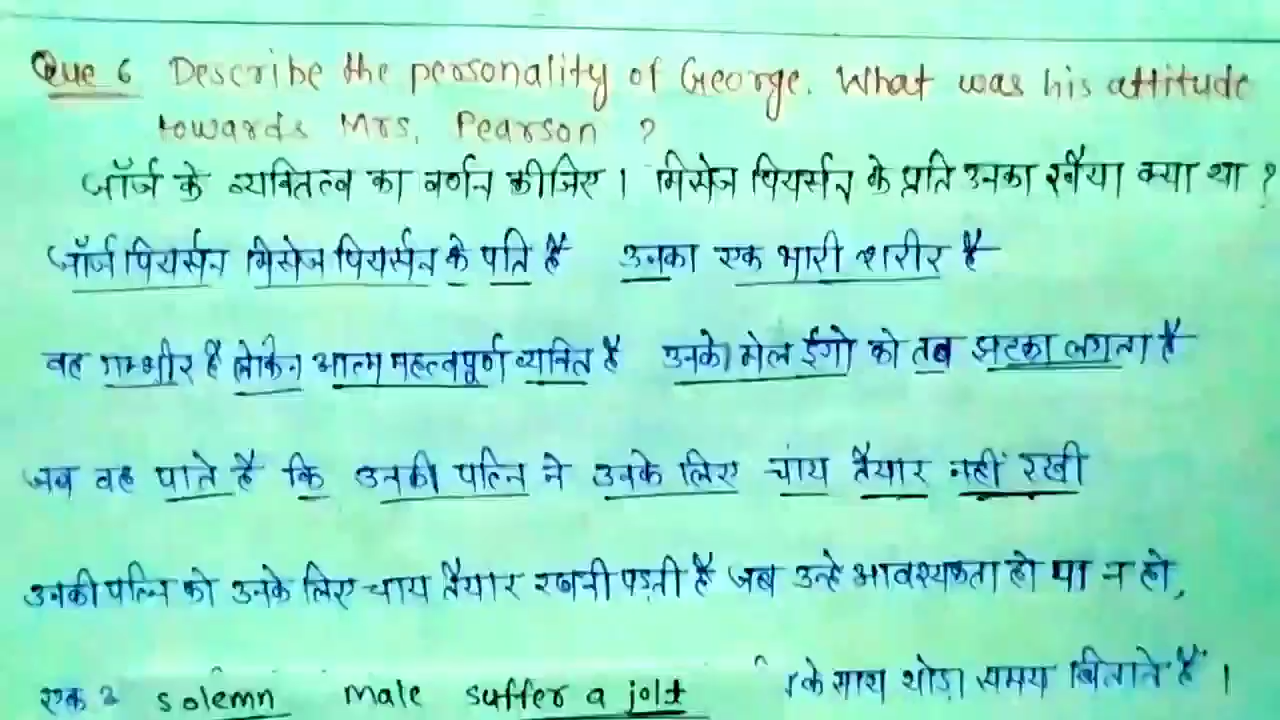 Que 6 Describe the personality of George. What was his attitude
towards Mrs. Pearson ?
जॉर्ज के व्यक्तित्व का वर्णन कीजिए । मिसेज पियर्सन के प्रति उनका रवैया क्या था ?
जॉर्ज पियर्सन मिसेज पियर्सन के पति है उनका एक भारी शरीर है
वह गम्भीर है लेकिन आत्म महत्वपूर्ण व्यक्ति है उनके मेल ईगो को तब झटका लगता है
जब वह पाते है कि उनकी पत्नि ने उनके लिए चाय तैयार नहीं रखी
उनकी पत्नि को उनके लिए चाय तैयार रखनी पड़ती है जब उन्हे आवश्यकता हो या न हो,
एक solemn male suffer a jolt के साथ थोड़ा समय बिताते हैं ।